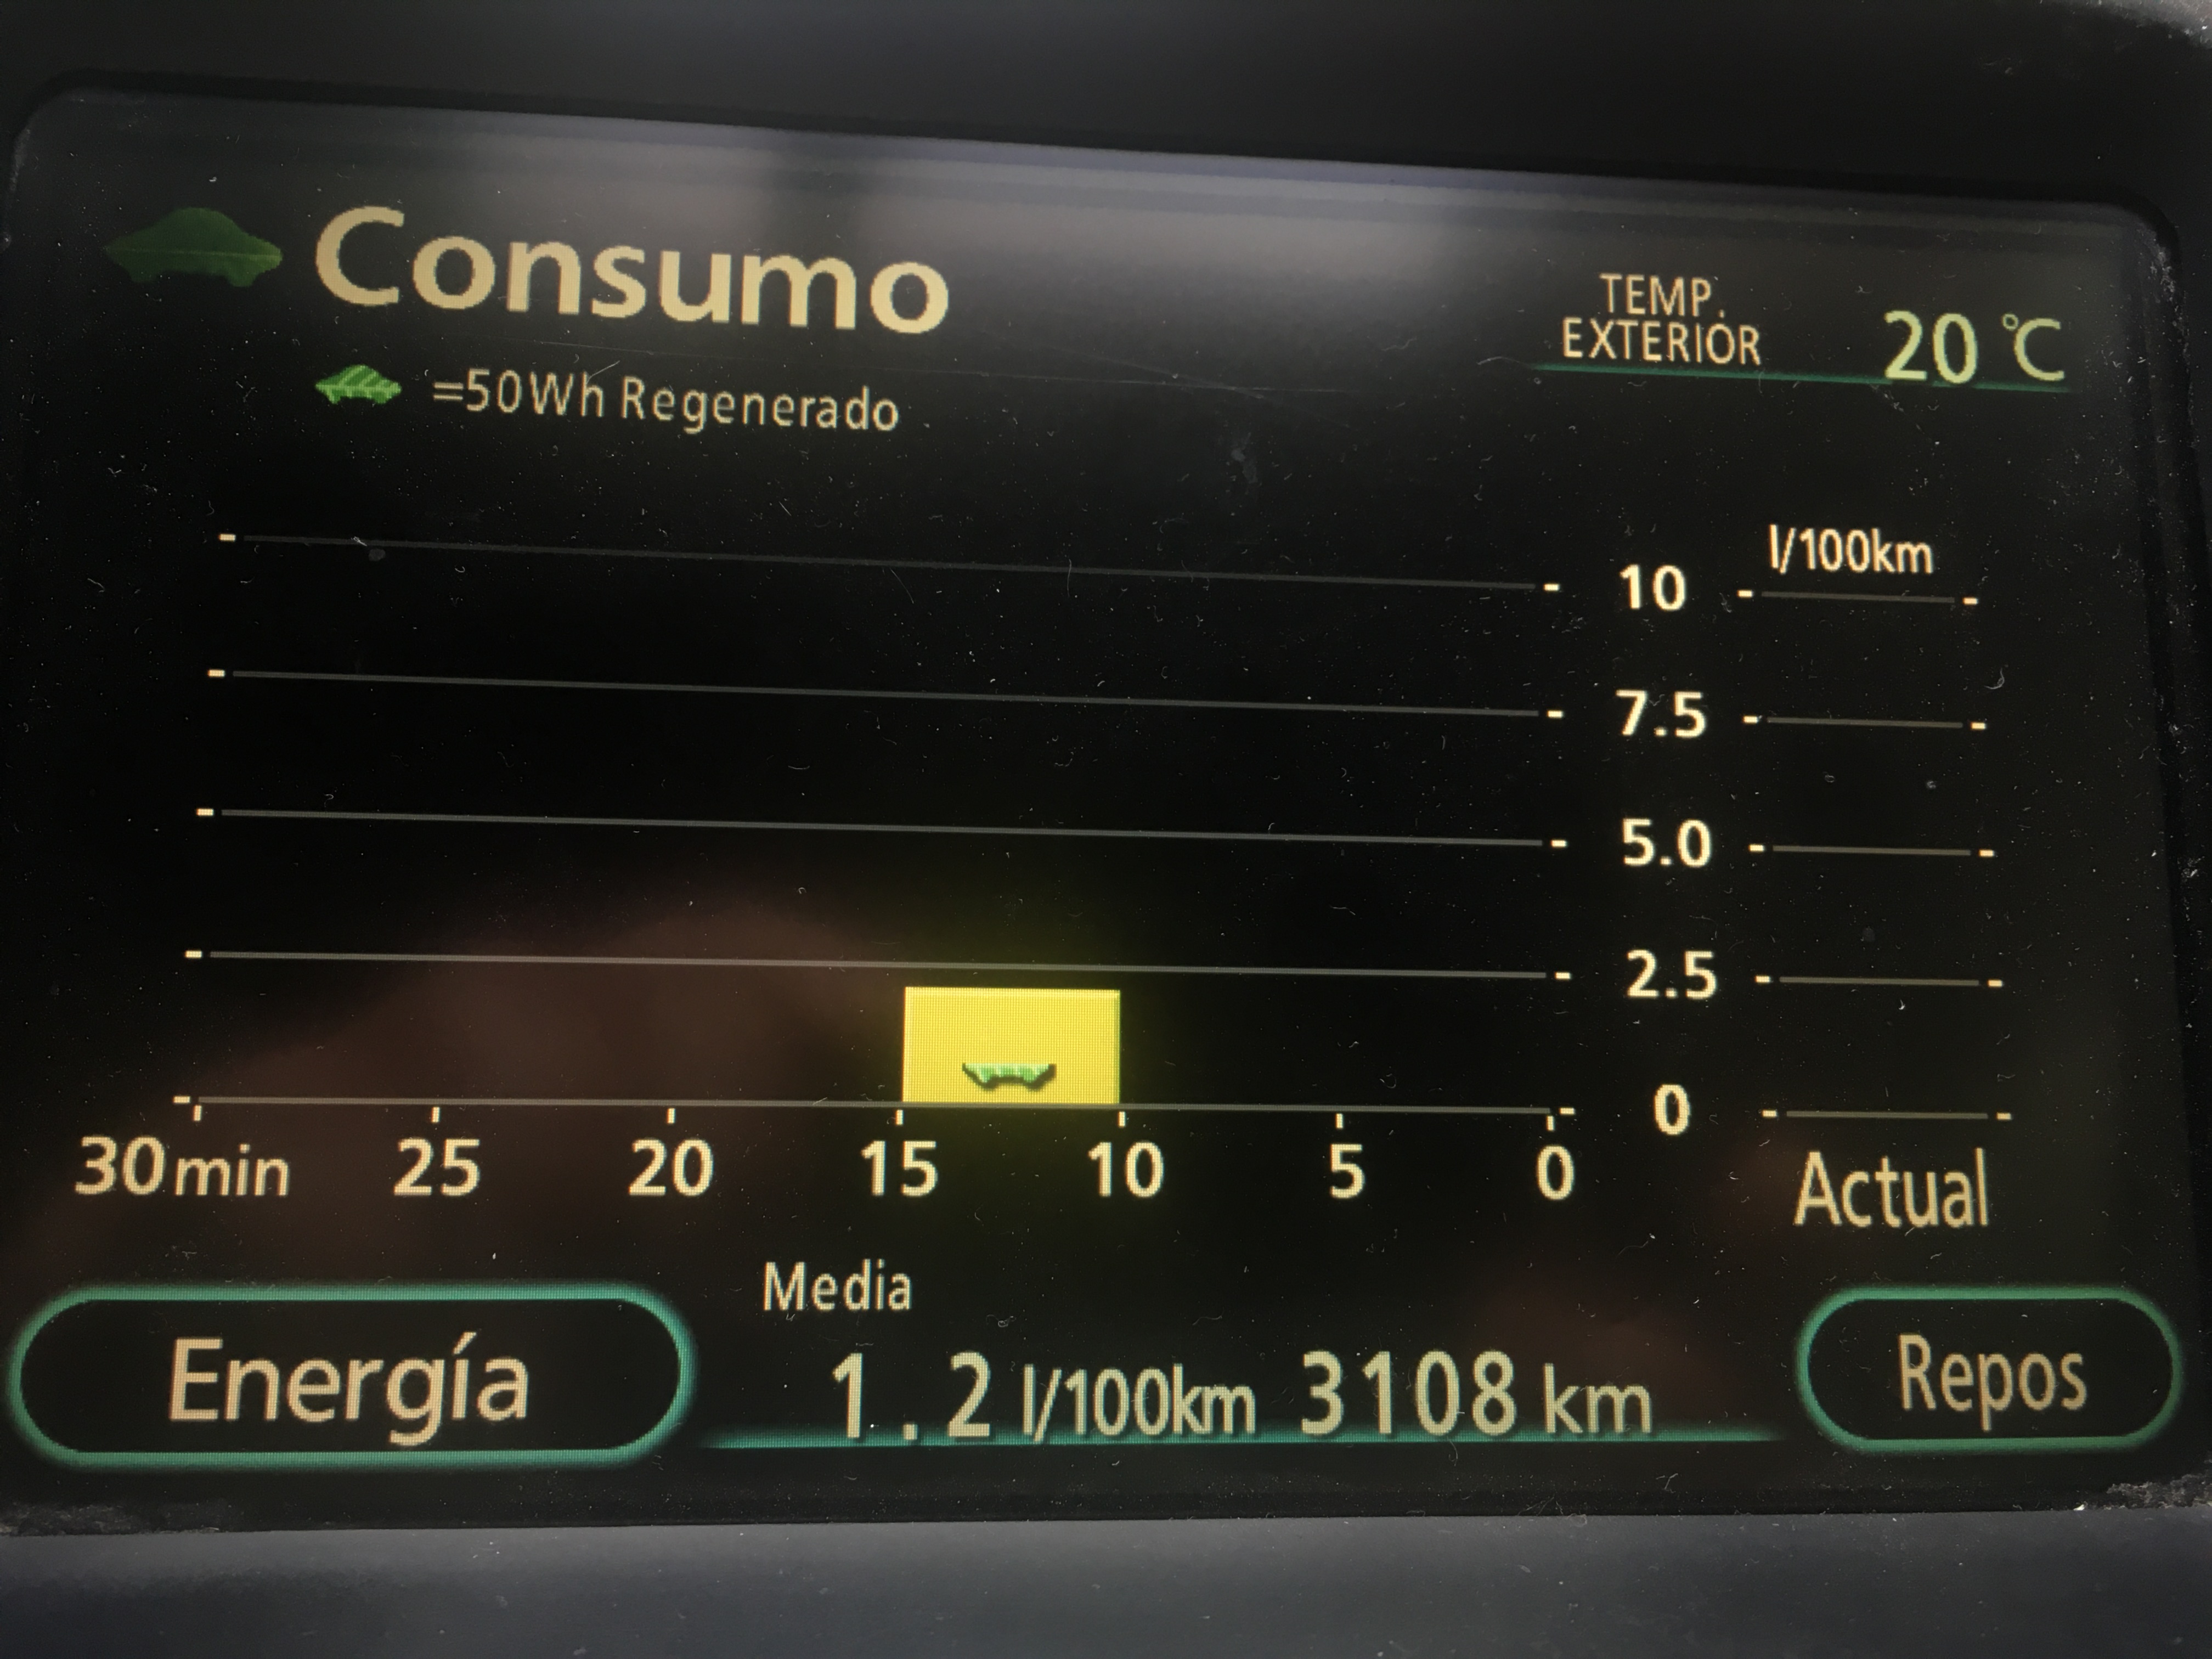 Consumo
TEMP. EXTERIOR 20 °C
=50Wh Regenerado
l/100km
10
7.5
5.0
2.5
0
30min 25 20 15 10 5 0
Actual
Media
Energía
1.2 l/100km 3108 km
Repos